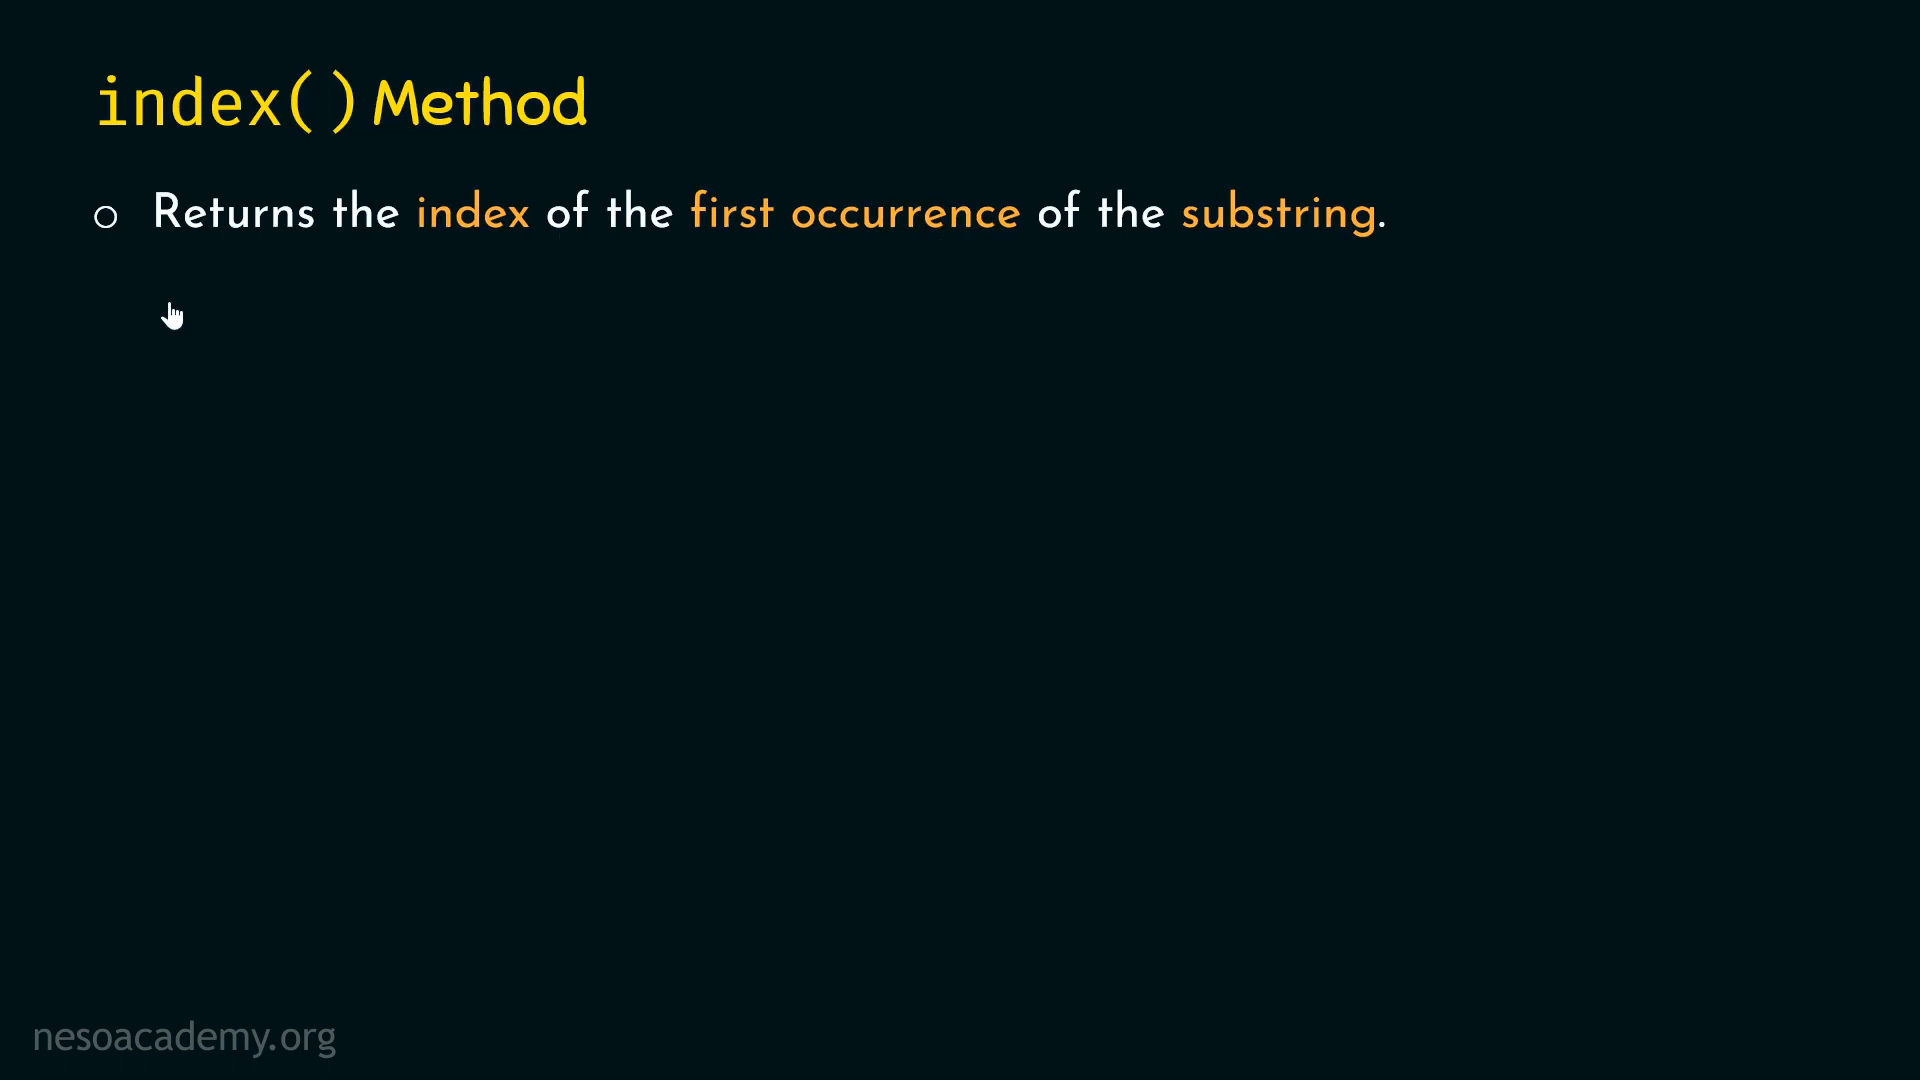 index() Method
○ Returns the index of the first occurrence of the substring.
nesoacademy.org